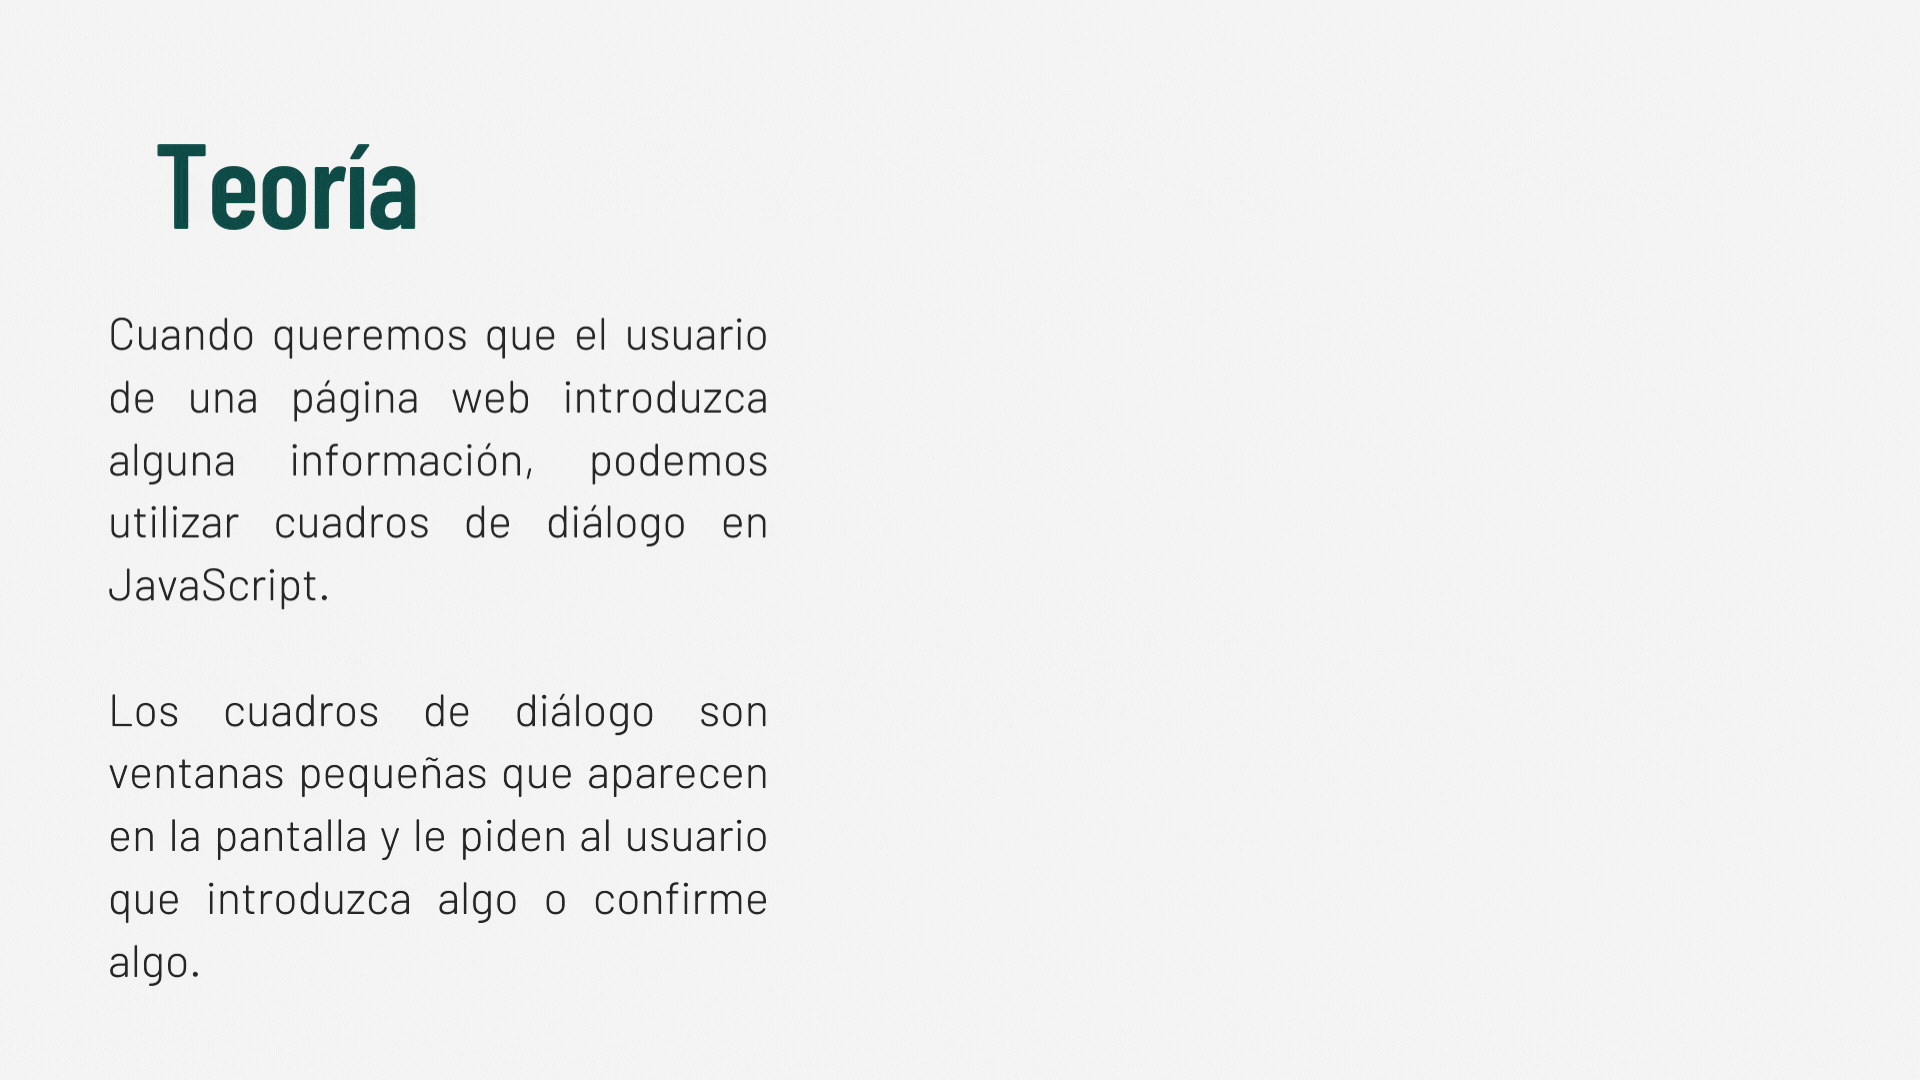 Teoría
Cuando queremos que el usuario
de una página web introduzca
alguna información, podemos
utilizar cuadros de diálogo en
JavaScript.
Los cuadros de diálogo son
ventanas pequeñas que aparecen
en la pantalla y le piden al usuario
que introduzca algo o confirme
algo.